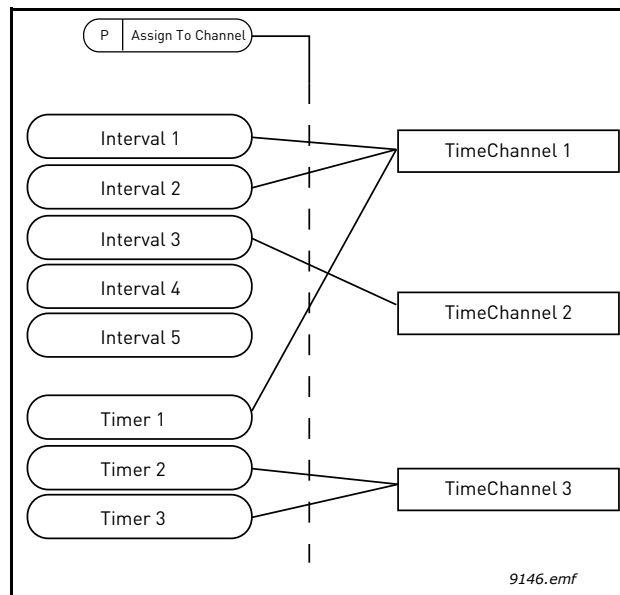 P Assign To Channel
Interval 1
Interval 2
Interval 3
Interval 4
Interval 5
Timer 1
Timer 2
Timer 3
TimeChannel 1
TimeChannel 2
TimeChannel 3
9146.emf